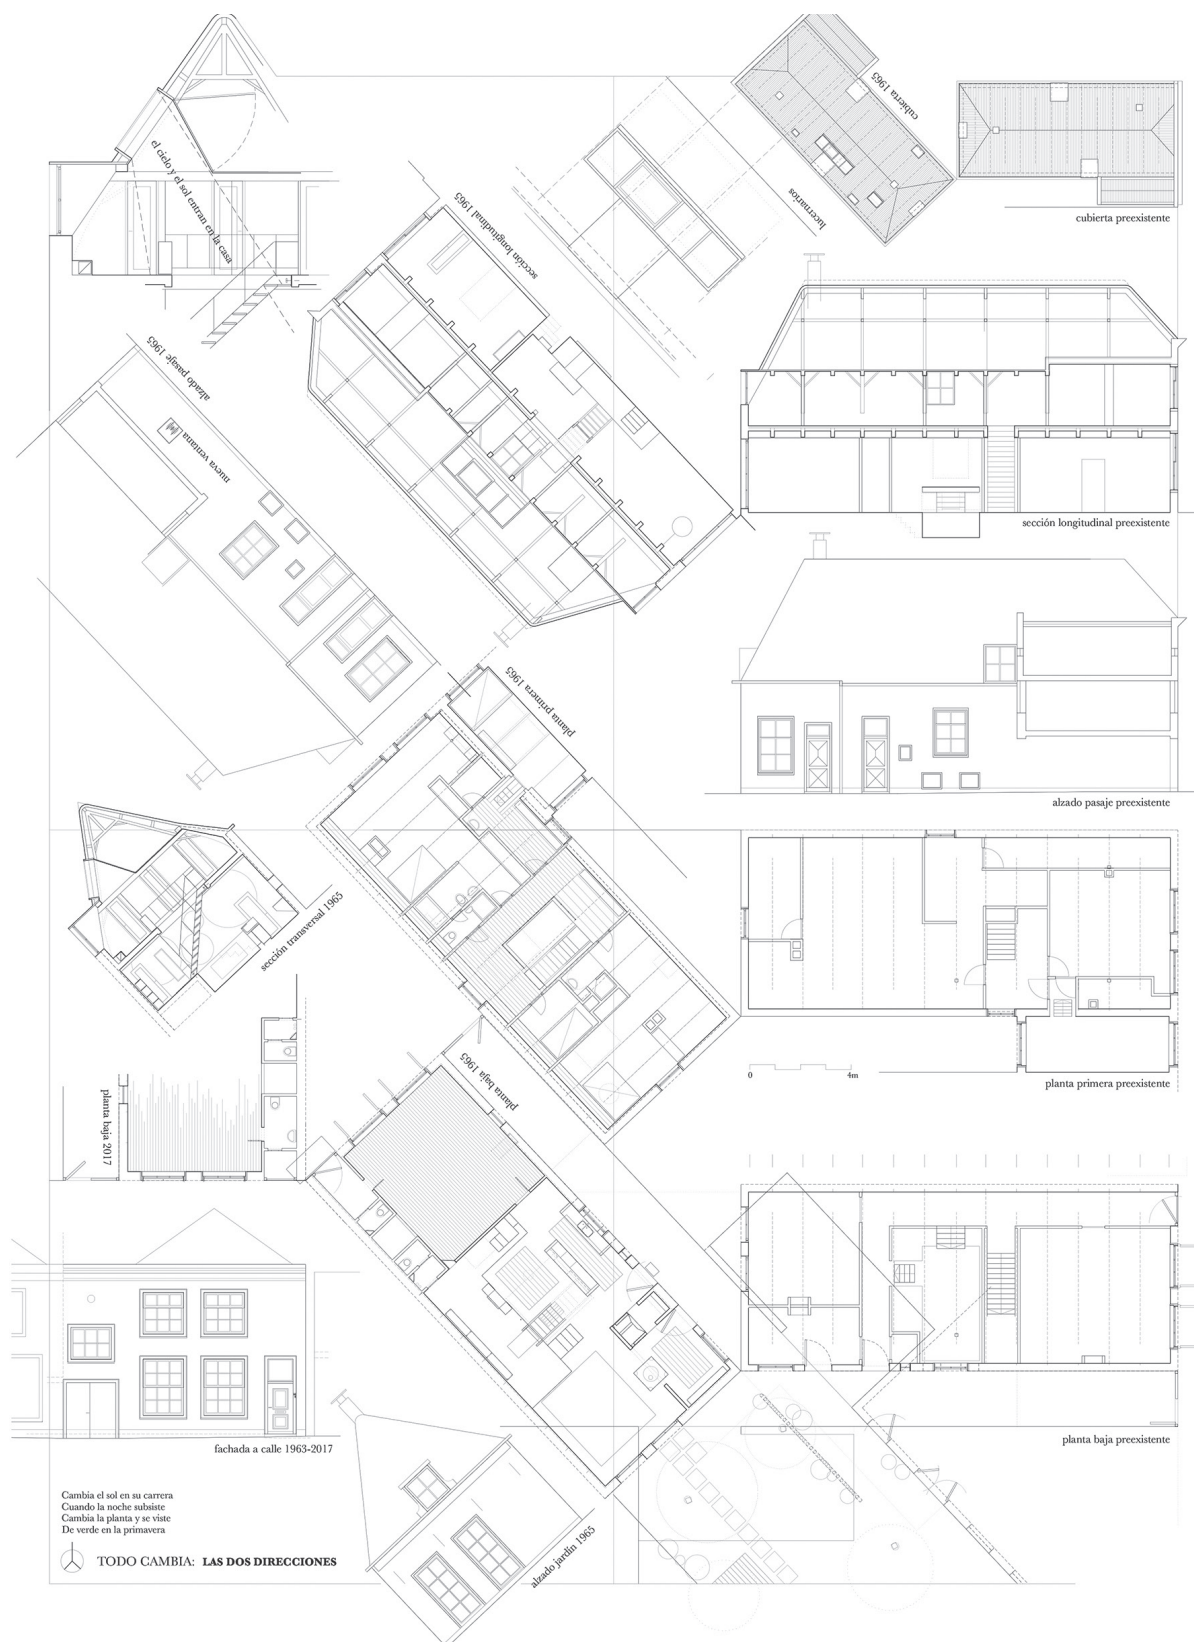 cubierta 1965
cubierta preexistente
lucernarios
el cielo y el sol entran en la casa
sección longitudinal 1965
alzado pasaje 1965
nueva ventana
sección longitudinal preexistente
planta primera 1965
alzado pasaje preexistente
sección transversal 1965
planta baja 1965
0
4m
planta primera preexistente
planta baja 2017
fachada a calle 1963-2017
planta baja preexistente
Cambia el sol en su carrera
Cuando la noche subsiste
Cambia la planta y se viste
De verde en la primavera
TODO CAMBIA: LAS DOS DIRECCIONES
alzado jardín 1965